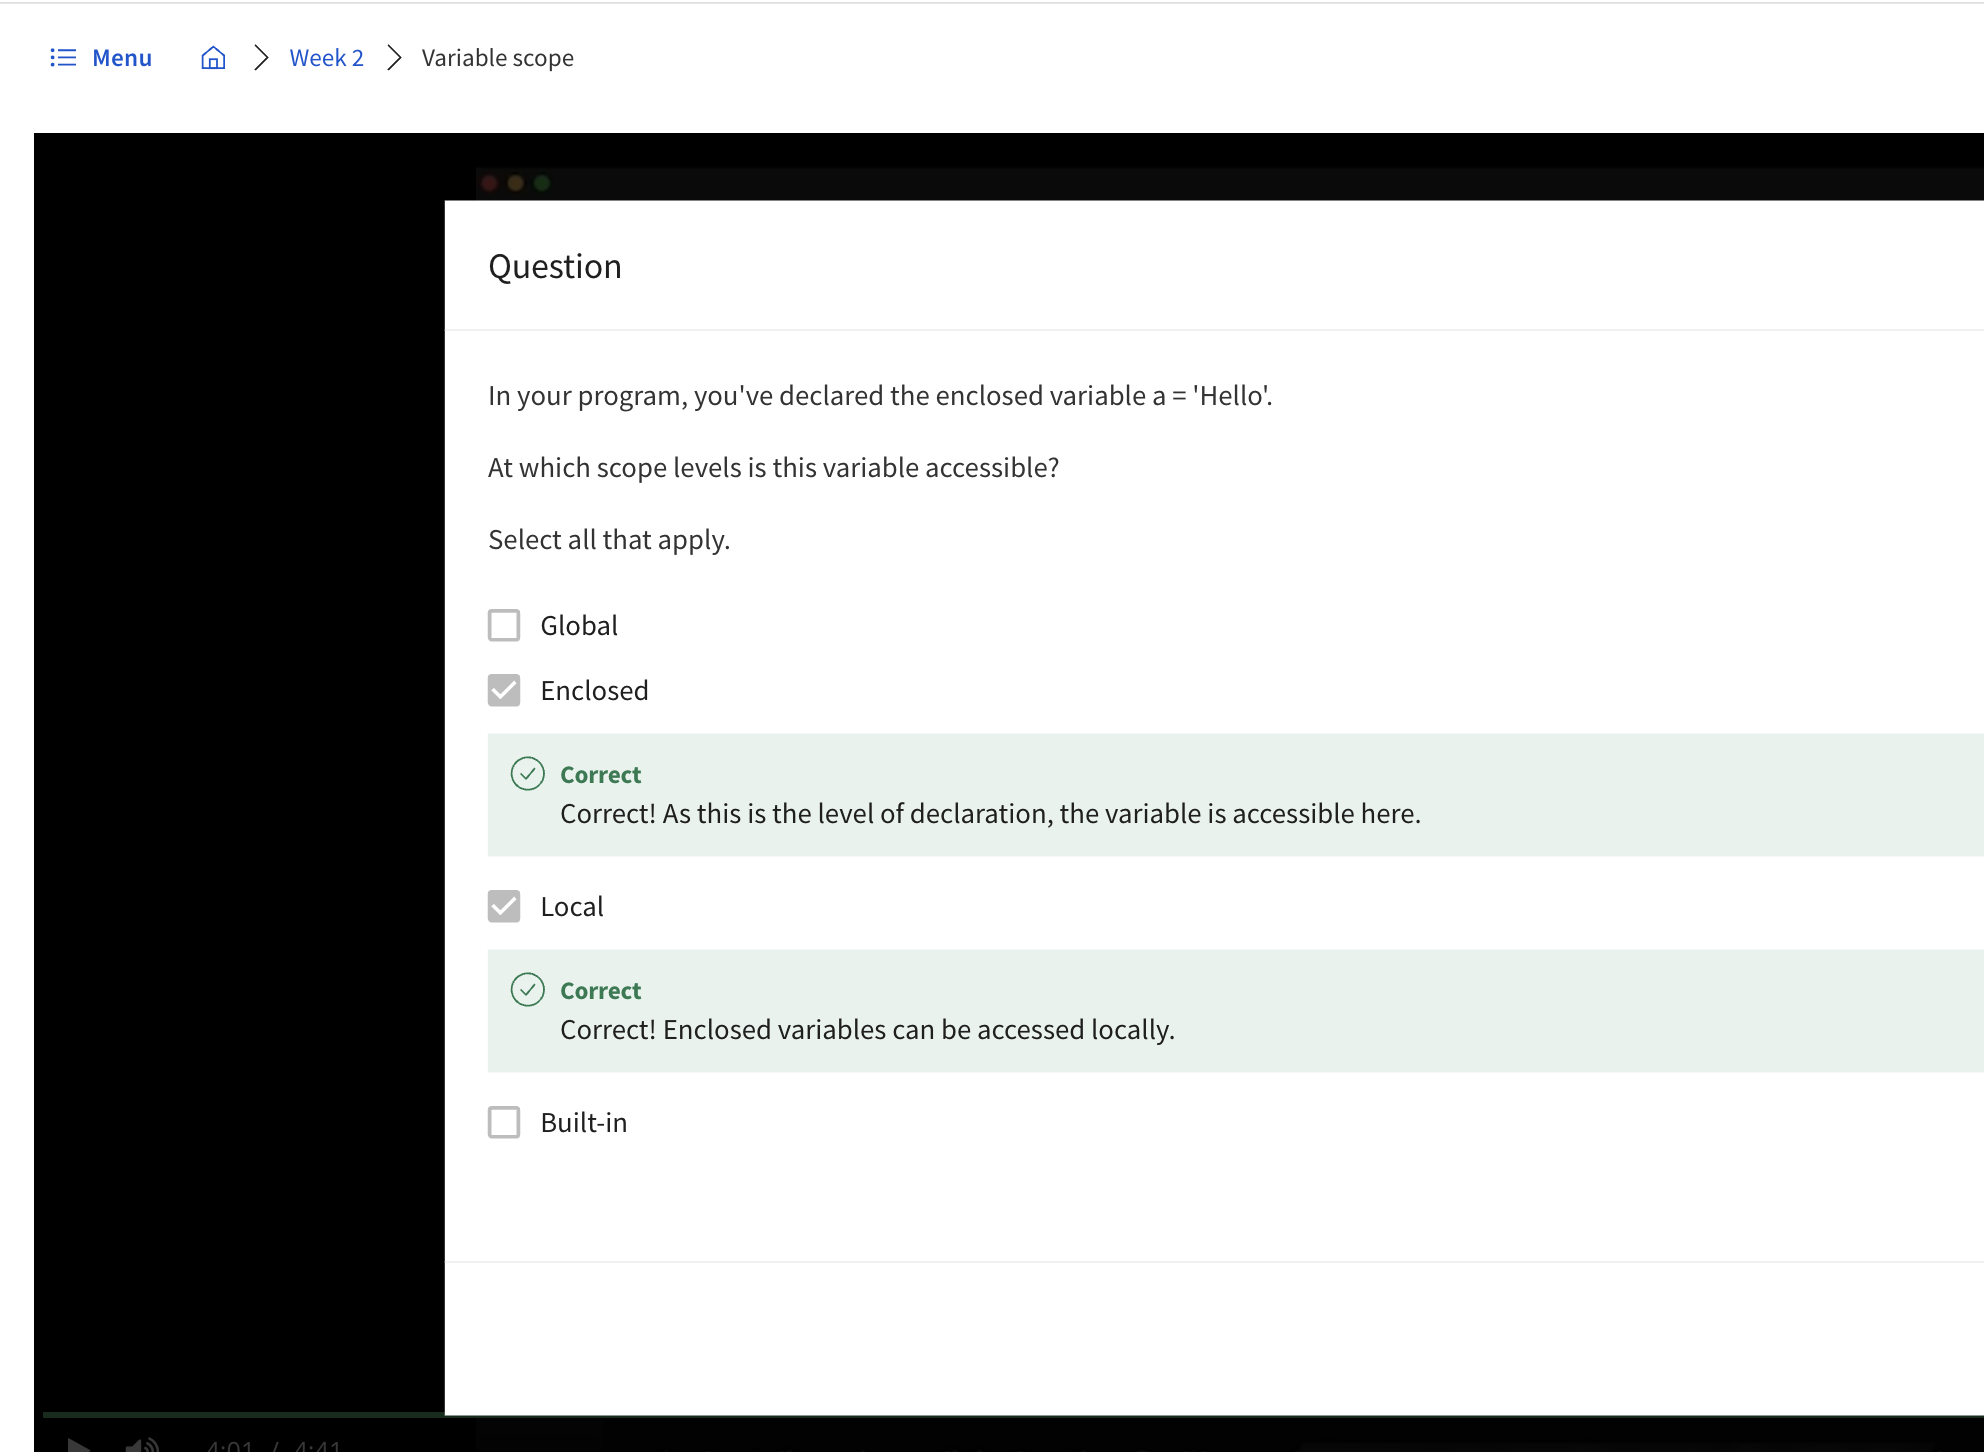 Menu Week 2 Variable scope
Question
In your program, you've declared the enclosed variable a = 'Hello'.
At which scope levels is this variable accessible?
Select all that apply.
Global
Enclosed
Correct
Correct! As this is the level of declaration, the variable is accessible here.
Local
Correct
Correct! Enclosed variables can be accessed locally.
Built-in
4:01 / 4:41